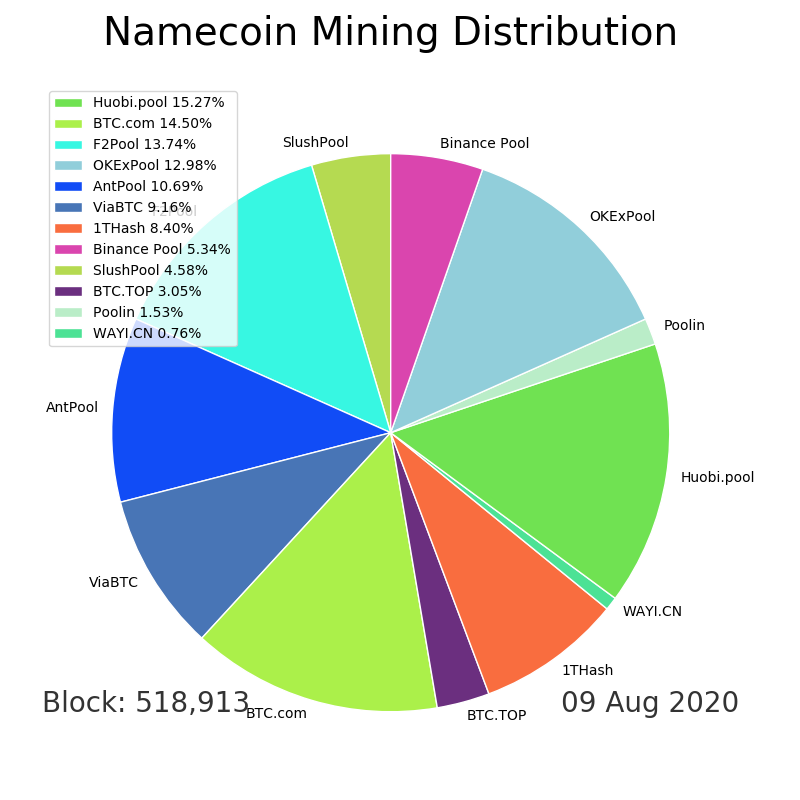 Namecoin Mining Distribution
Huobi.pool 15.27%
BTC.com 14.50%
F2Pool 13.74%
OKExPool 12.98%
AntPool 10.69%
ViaBTC 9.16%
1THash 8.40%
Binance Pool 5.34%
SlushPool 4.58%
BTC.TOP 3.05%
Poolin 1.53%
WAYI.CN 0.76%
SlushPool
Binance Pool
F2Pool
OKExPool
Poolin
AntPool
Huobi.pool
ViaBTC
WAYI.CN
1THash
BTC.com
BTC.TOP
Block: 518,913
09 Aug 2020